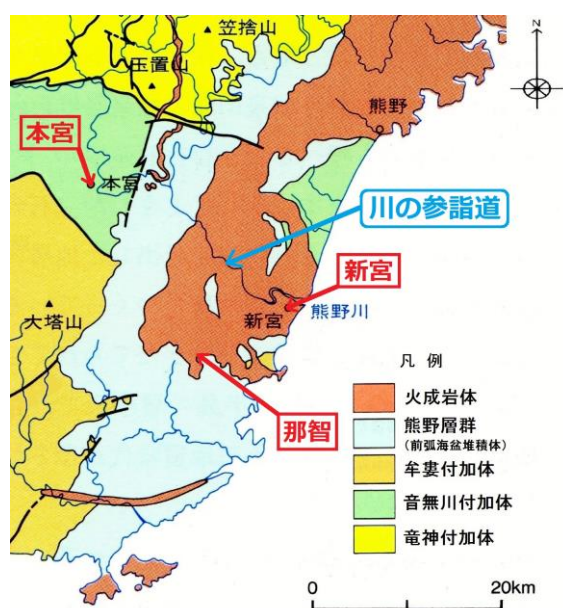 笠捨山
玉置山
N
熊野
本宮
本宮
川の参詣道
新宮
新宮
熊野川
大塔山
那智
凡例
火成岩体
熊野層群
(前弧海盆堆積体)
牟婁付加体
音無川付加体
竜神付加体
0 20km